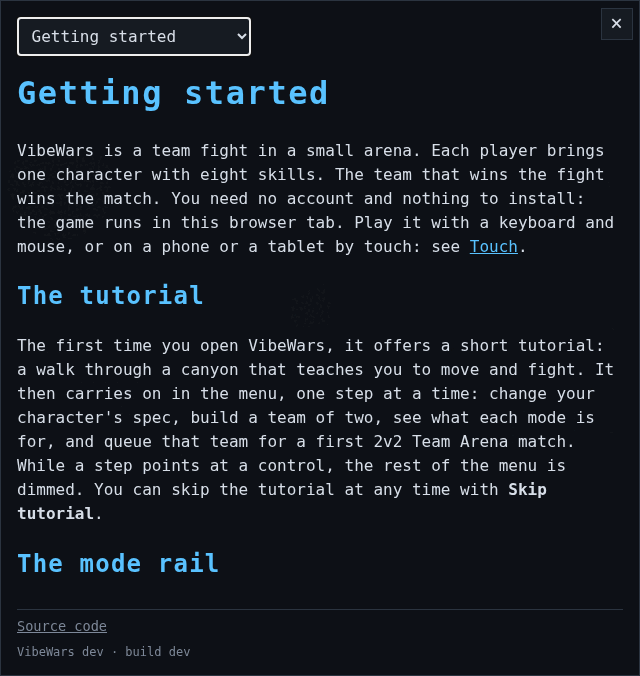 Getting started
×
Getting started
VibeWars is a team fight in a small arena. Each player brings
one character with eight skills. The team that wins the fight
wins the match. You need no account and nothing to install:
the game runs in this browser tab. Play it with a keyboard and
mouse, or on a phone or a tablet by touch: see Touch.
The tutorial
The first time you open VibeWars, it offers a short tutorial:
a walk through a canyon that teaches you to move and fight. It
then carries on in the menu, one step at a time: change your
character's spec, build a team of two, see what each mode is
for, and queue that team for a first 2v2 Team Arena match.
While a step points at a control, the rest of the menu is
dimmed. You can skip the tutorial at any time with Skip
tutorial.
The mode rail
Source code
VibeWars dev · build dev